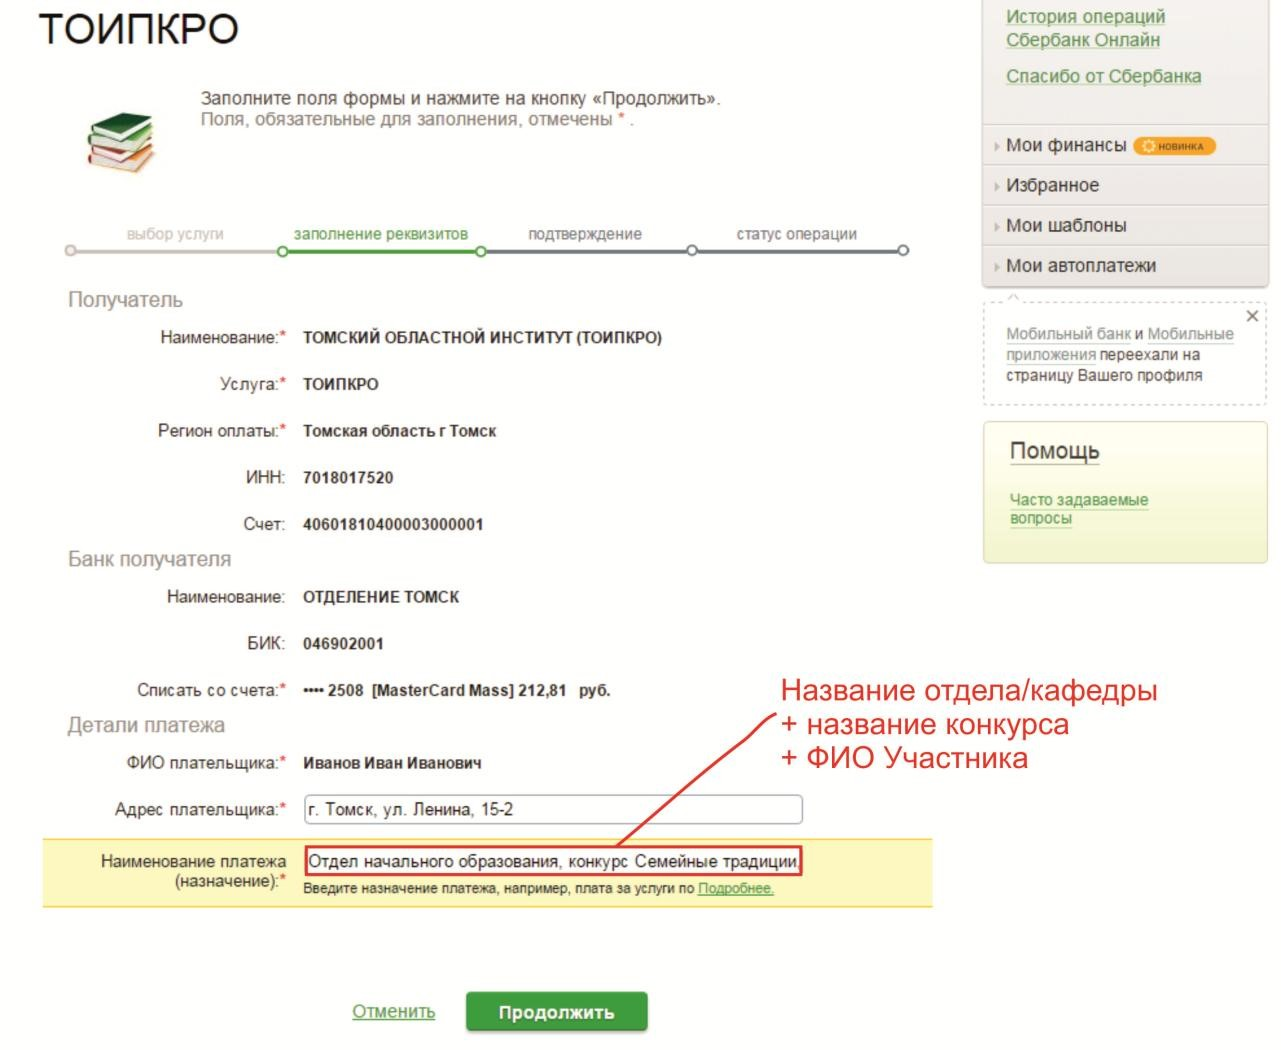 ТОИПКРО
Заполните поля формы и нажмите на кнопку «Продолжить».
Поля, обязательные для заполнения, отмечены * .
выбор услуги
заполнение реквизитов
подтверждение
статус операции
Получатель
Наименование:* ТОМСКИЙ ОБЛАСТНОЙ ИНСТИТУТ (ТОИПКРО)
Услуга:* ТОИПКРО
Регион оплаты:* Томская область г Томск
ИНН: 7018017520
Счет: 40601810400003000001
Банк получателя
Наименование: ОТДЕЛЕНИЕ ТОМСК
БИК: 046902001
Списать со счета:* •••• 2508 [MasterCard Mass] 212,81 руб.
Детали платежа
ФИО плательщика:* Иванов Иван Иванович
Адрес плательщика:* г. Томск, ул. Ленина, 15-2
Наименование платежа
(назначение):*
Отдел начального образования, конкурс Семейные традиции,
Введите назначение платежа, например, плата за услуги по Подробнее.
Название отдела/кафедры
+ название конкурса
+ ФИО Участника
Отменить
Продолжить
История операций
Сбербанк Онлайн
Спасибо от Сбербанка
Мои финансы НОВИНКА
Избранное
Мои шаблоны
Мои автоплатежи
Мобильный банк и Мобильные
приложения переехали на
страницу Вашего профиля
Помощь
Часто задаваемые
вопросы